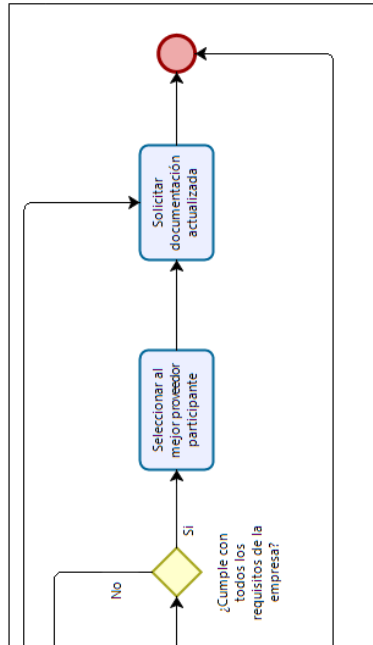 Solicitar
documentación
actualizada
Seleccionar al
mejor proveedor
participante
Si
No
¿Cumple con
todos los
requisitos de la
empresa?